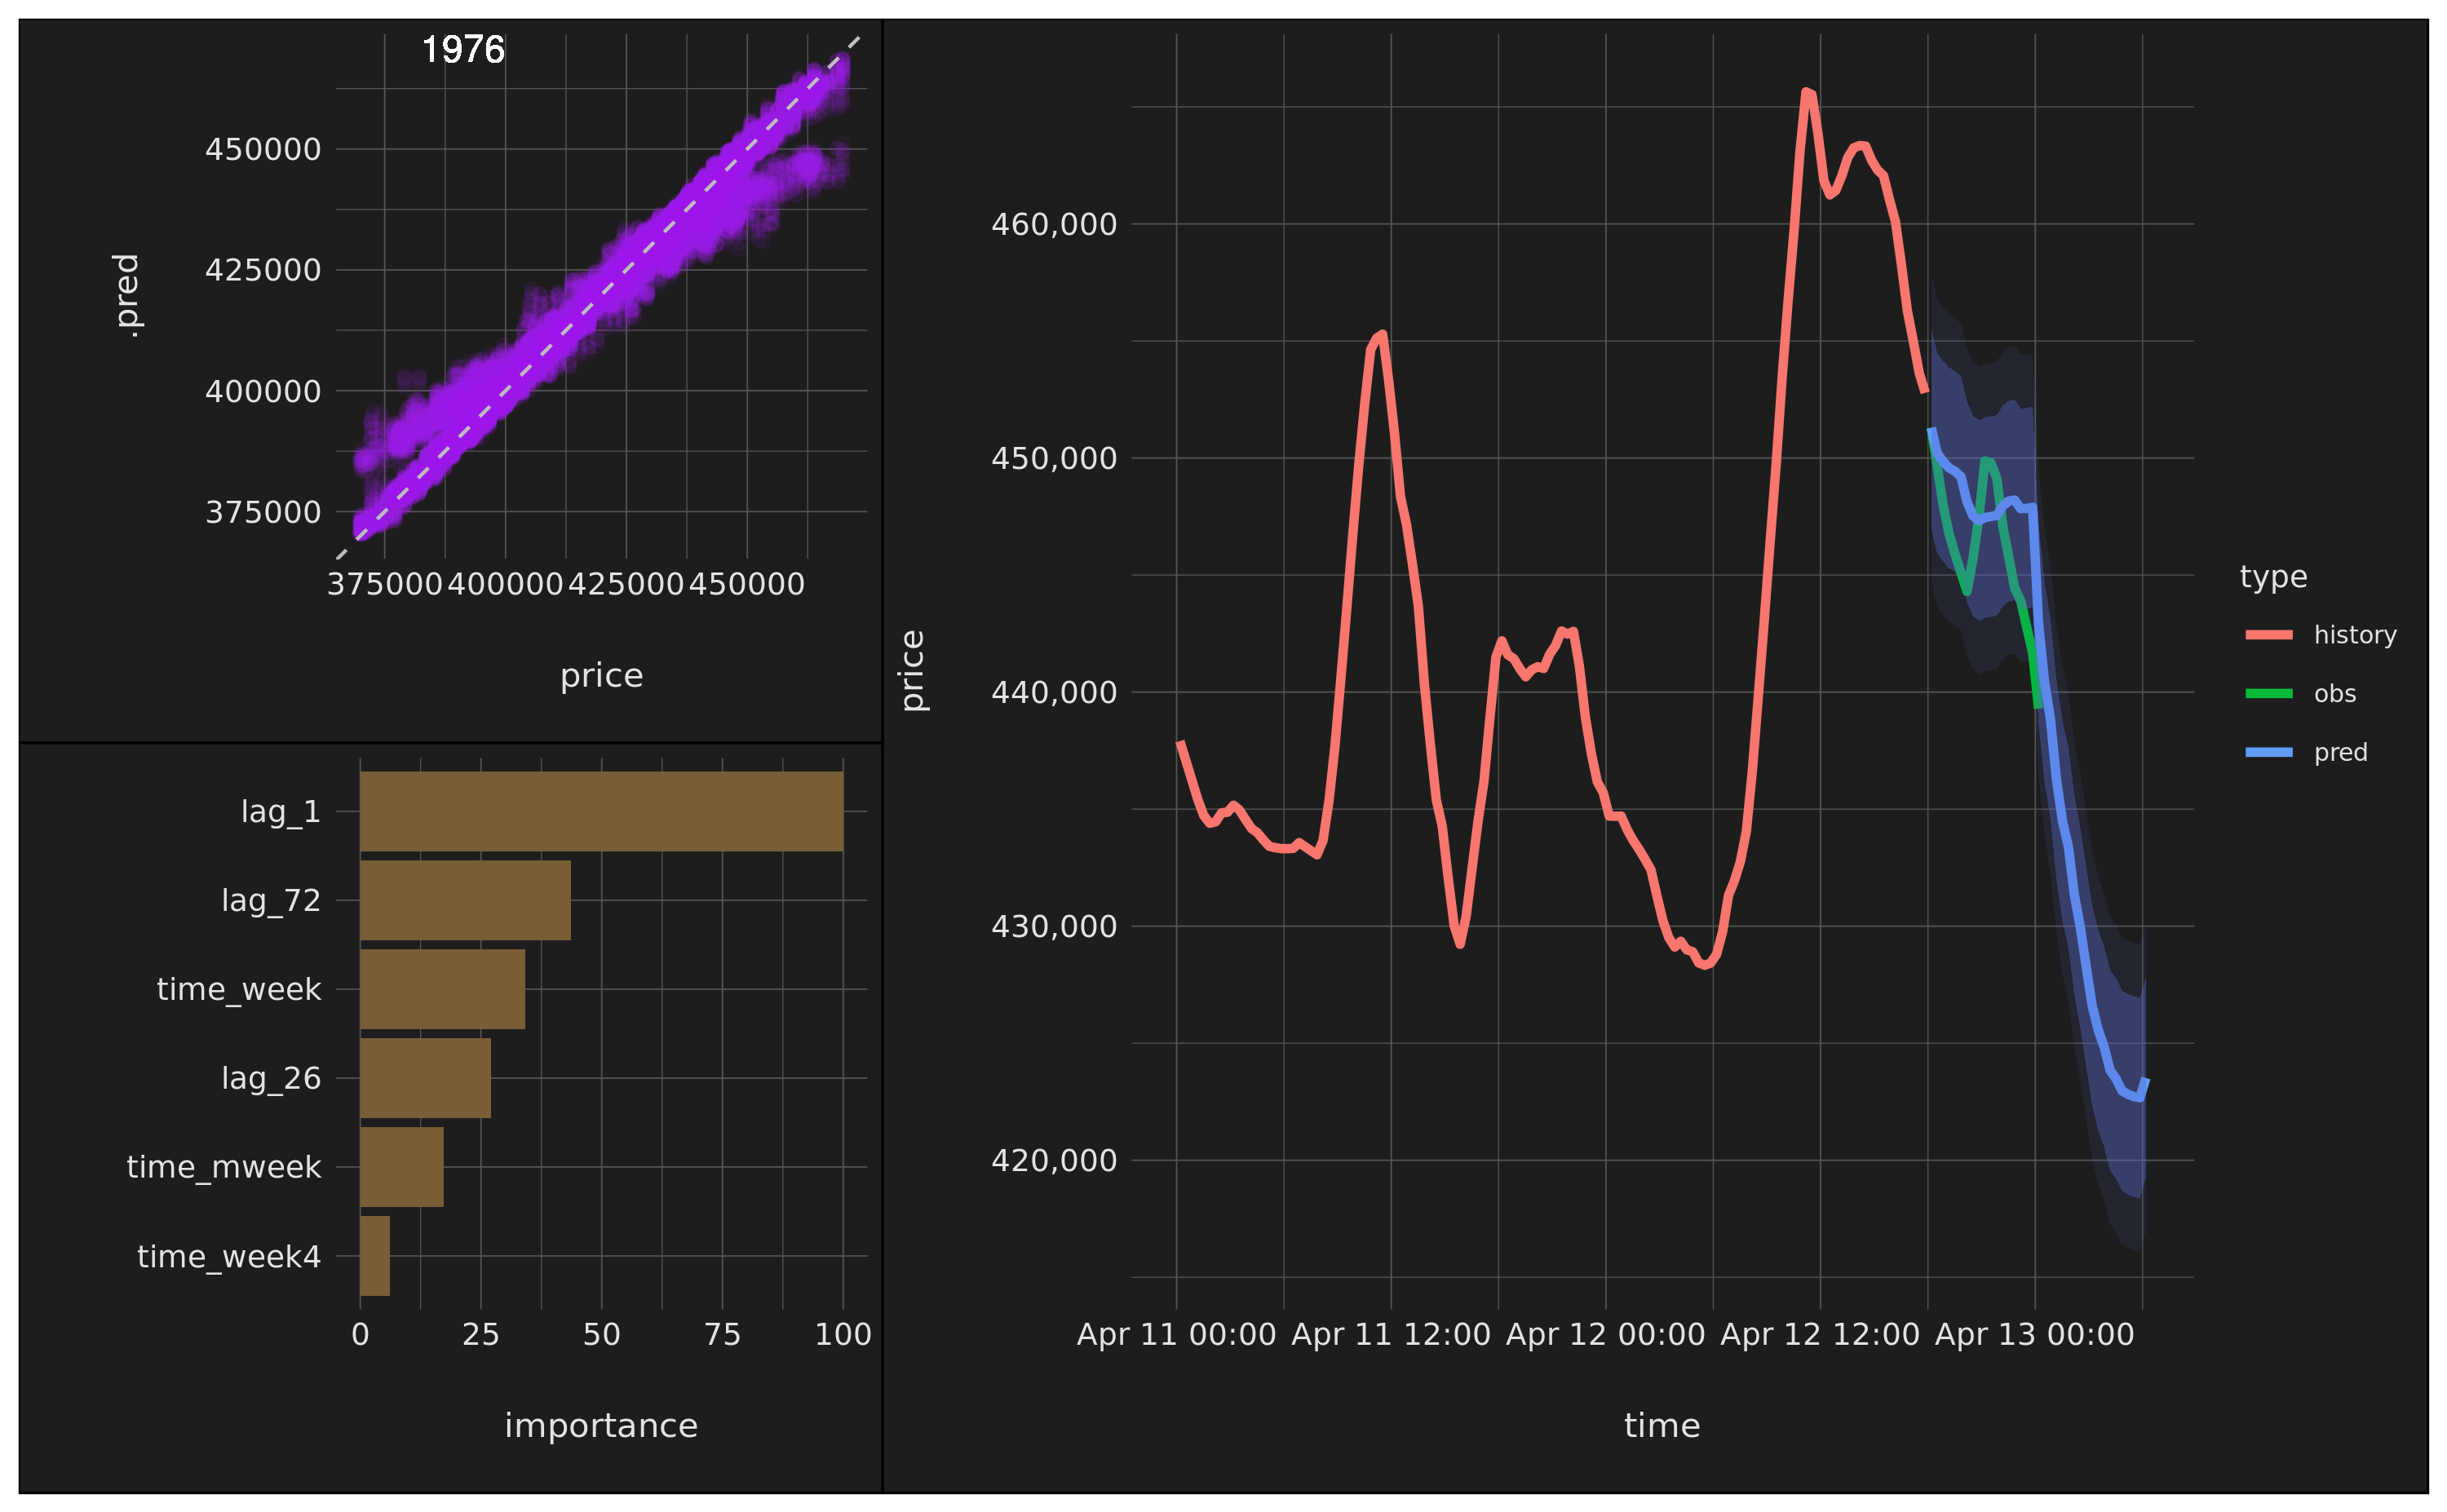 1976
.pred
450000
425000
400000
375000
375000 400000 425000 450000
price
lag_1
lag_72
time_week
lag_26
time_mweek
time_week4
0 25 50 75 100
importance
price
460,000
450,000
440,000
430,000
420,000
Apr 11 00:00 Apr 11 12:00 Apr 12 00:00 Apr 12 12:00 Apr 13 00:00
time
type
history
obs
pred